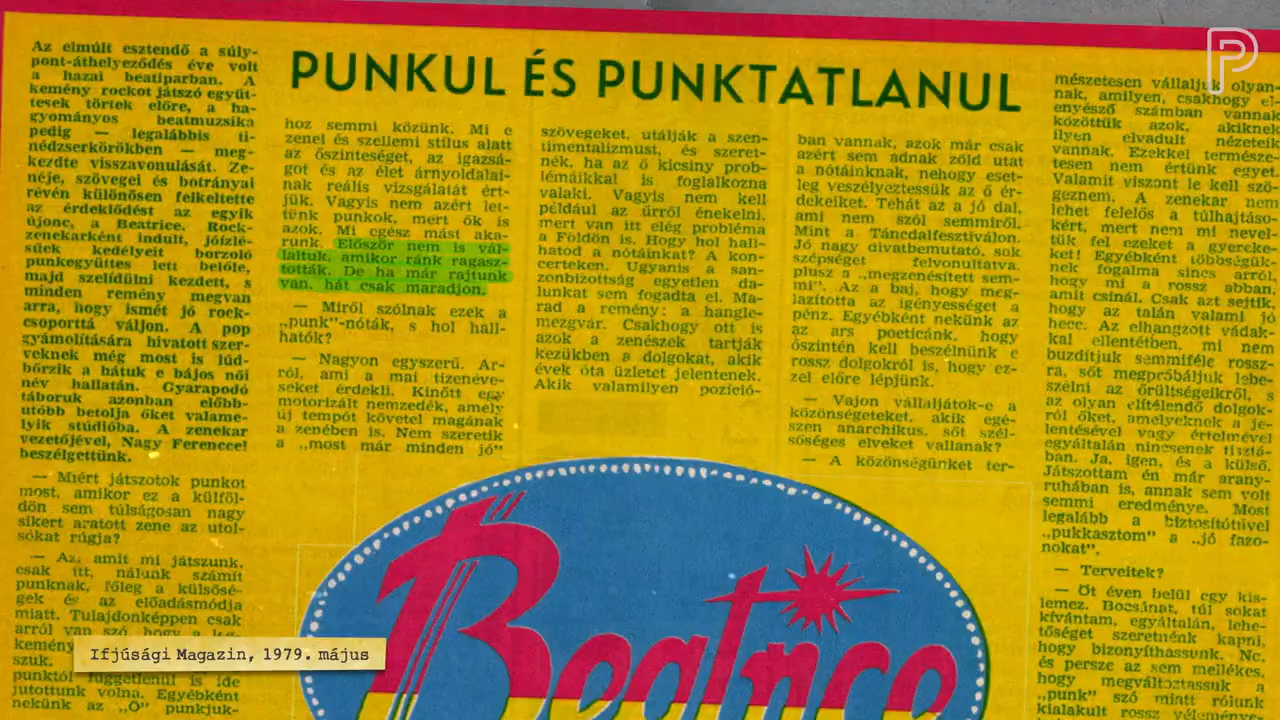 PUNKUL ÉS PUNKTATLANUL
Az elmúlt esztendő a súly-
pont-áthelyeződés éve volt
a hazai beatiparban. A
kemény rockot játszó együt-
tesek törtek előre, a ha-
gyományos beatmuzsika
pedig — legalábbis ti-
nédzserkörökben — meg-
kezdte visszavonulását. Ze-
néje, szövegei és botrányai
révén különösen felkeltette
az érdeklődést az egyik
újonc, a Beatrice. Rock-
zenekarként indult, jóízlé-
sűek kedélyeit borzoló
punkegyüttes lett belőle,
majd szelídülni kezdett, s
minden remény megvan
arra, hogy ismét jó rock-
csoporttá váljon. A pop
gyámolítására hivatott szer-
veknek még most is lúd-
bőrzik a hátuk e bájos női
név hallatán. Gyarapodó
táboruk azonban előbb-
utóbb betolja őket valame-
lyik stúdióba. A zenekar
vezetőjével, Nagy Ferenccel
beszélgettünk.
— Miért játszotok punkot
most, amikor ez a külföl-
dön sem túlságosan nagy
sikert aratott zene az utol-
sókat rúgja?
— Az, amit mi játszunk,
csak itt, nálunk számít
punknak, főleg a külsősé-
gek és az előadásmódja
miatt. Tulajdonképpen csak
arról van szó, hogy a
kemény
szuk.
punktól függetlenül is ide
jutottunk volna. Egyébként
nekünk az „Ő” punkjuk-
hoz semmi közünk. Mi e
zenei és szellemi stílus alatt
az őszinteséget, az igazsá-
got és az élet árnyoldalai-
nak reális vizsgálatát ért-
jük. Vagyis nem azért let-
tünk punkok, mert ők is
azok. Mi egész mást aka-
runk. Először nem is vál-
laltuk, amikor ránk ragasz-
tották. De ha már rajtunk
van, hát csak maradjon.
— Miről szólnak ezek a
„punk”-nóták, s hol hall-
hatók?
— Nagyon egyszerű. Ar-
ról, ami a mai tizenéve-
seket érdekli. Kinőtt egy
motorizált nemzedék, amely
új tempót követel magának
a zenében is. Nem szeretik
a „most már minden jó”
szövegeket, utálják a szen-
timentalizmust, és szeret-
nék, ha az ő kicsiny prob-
lémáikkal is foglalkozna
valaki. Vagyis nem kell
például az űrről énekelni,
mert van itt elég probléma
a Földön is. Hogy hol hall-
hatod a nótáinkat? A kon-
certeken. Ugyanis a san-
zonbizottság egyetlen da-
lunkat sem fogadta el. Ma-
rad a remény: a hangle-
mezgyár. Csakhogy ott is
azok a zenészek tartják
kezükben a dolgokat, akik
évek óta üzletet jelentenek.
Akik valamilyen pozíció-
ban vannak, azok már csak
azért sem adnak zöld utat
a nótáinknak, nehogy eset-
leg veszélyeztessük az ő ér-
dekeiket. Tehát az a jó dal,
ami nem szól semmiről.
Mint a Táncdalfesztiválon.
Jó nagy divatbemutató, sok
szépséget felvonultatva,
plusz a „megzenésített sem-
mi”. Az a baj, hogy meg-
lazította az igényességet a
pénz. Egyébként nekünk az
az ars poeticánk, hogy
őszintén kell beszélnünk e
rossz dolgokról is, hogy ez-
zel előre lépjünk.
— Vajon vállaljátok-e a
közönségeteket, akik egé-
szen anarchikus, sőt szél-
sőséges elveket vallanak?
— A közönségünket ter-
mészetesen vállaljuk olyan-
nak, amilyen, csakhogy el-
enyésző számban vannak
közöttük azok, akiknek
ilyen elvadult nézeteik
vannak. Ezekkel természe-
tesen nem értünk egyet.
Valamit viszont le kell szö-
geznem. A zenekar nem
lehet felelős a túlhajtáso-
kért, mert nem mi nevel-
tük fel ezeket a gyereke-
ket! Egyébként többségük-
nek fogalma sincs arról,
hogy mi a rossz abban,
amit csinál. Csak azt sejtik,
hogy az talán valami jó
hecc. Az elhangzott vádak-
kal ellentétben, mi nem
buzdítjuk semmiféle rossz-
ra, sőt megpróbáljuk lebe-
szélni az őrültségeikről, s
az olyan elítélendő dolgok-
ról őket, amelyeknek a je-
lentésével vagy értelmével
egyáltalán nincsenek tisztá-
ban. Ja, igen, és a külső.
Játszottam én már arany-
ruhában is, annak sem volt
semmi eredménye. Most
legalább a biztosítótűvel
„pukkasztom” a „jó fazo-
nokat”.
— Terveitek?
— Öt éven belül egy kis-
lemez. Bocsánat, túl sokat
kívántam, egyáltalán, lehe-
tőséget szeretnénk kapni,
hogy bizonyíthassunk. No,
és persze az sem mellékes,
hogy megváltoztassuk a
„punk” szó miatt rólunk
kialakult rossz véleménye-
Beatrice
Ifjúsági Magazin, 1979. május